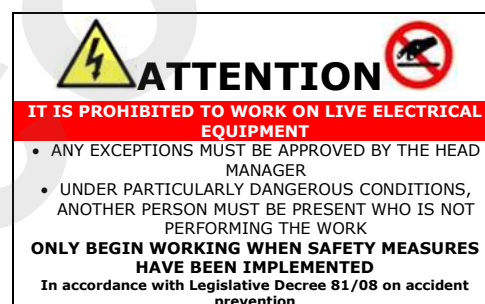 ATTENTION
IT IS PROHIBITED TO WORK ON LIVE ELECTRICAL
EQUIPMENT
• ANY EXCEPTIONS MUST BE APPROVED BY THE HEAD
MANAGER
• UNDER PARTICULARLY DANGEROUS CONDITIONS,
ANOTHER PERSON MUST BE PRESENT WHO IS NOT
PERFORMING THE WORK
ONLY BEGIN WORKING WHEN SAFETY MEASURES
HAVE BEEN IMPLEMENTED
In accordance with Legislative Decree 81/08 on accident
prevention